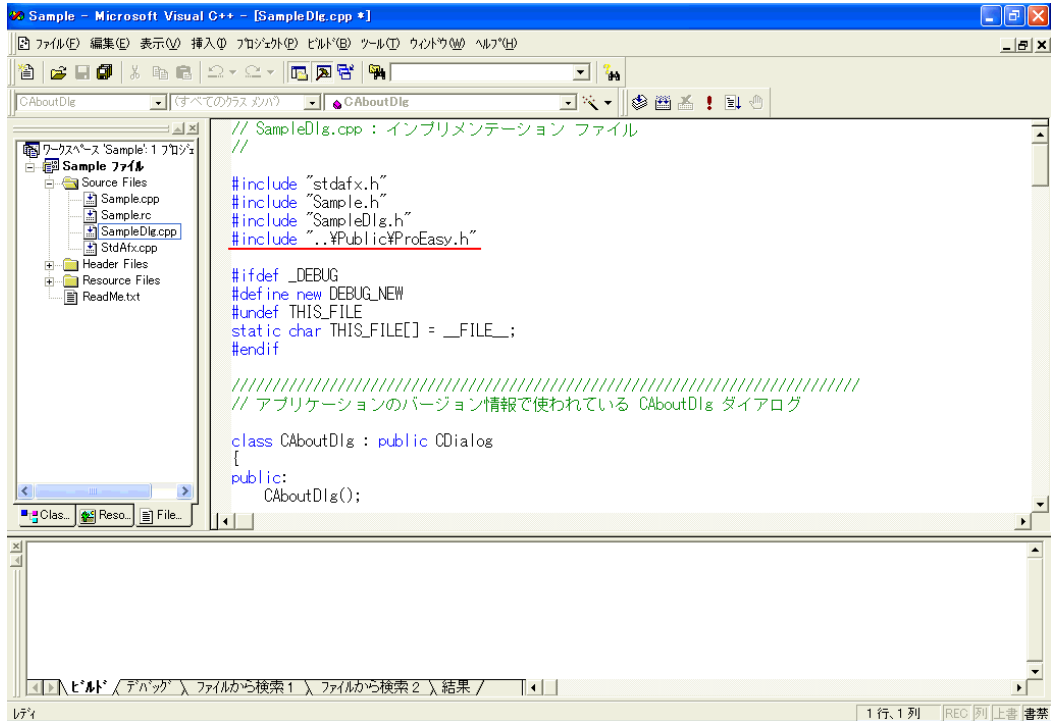 Sample - Microsoft Visual C++ - [SampleDlg.cpp *]
ﾌｧｲﾙ(F) 編集(E) 表示(V) 挿入(I) ﾌﾟﾛｼﾞｪｸﾄ(P) ﾋﾞﾙﾄﾞ(B) ﾂｰﾙ(T) ｳｨﾝﾄﾞｳ(W) ﾍﾙﾌﾟ(H)
CAboutDlg (すべてのｸﾗｽ ﾒﾝﾊﾞ) CAboutDlg
ﾜｰｸｽﾍﾟｰｽ 'Sample': 1 ﾌﾟﾛｼﾞｪ
Sample ﾌｧｲﾙ
Source Files
Sample.cpp
Sample.rc
SampleDlg.cpp
StdAfx.cpp
Header Files
Resource Files
ReadMe.txt
Clas... Reso... File...
// SampleDlg.cpp : インプリメンテーション ファイル
//
#include "stdafx.h"
#include "Sample.h"
#include "SampleDlg.h"
#include "..¥Public¥ProEasy.h"
#ifdef _DEBUG
#define new DEBUG_NEW
#undef THIS_FILE
static char THIS_FILE[] = __FILE__;
#endif
/////////////////////////////////////////////////////////////////////////////
// アプリケーションのバージョン情報で使われている CAboutDlg ダイアログ
class CAboutDlg : public CDialog
{
public:
CAboutDlg();
ﾋﾞﾙﾄﾞ ﾃﾞﾊﾞｯｸﾞ ﾌｧｲﾙから検索1 ﾌｧｲﾙから検索2 結果
ﾚﾃﾞｨ 1 行、1 列 REC 列 上書 書禁